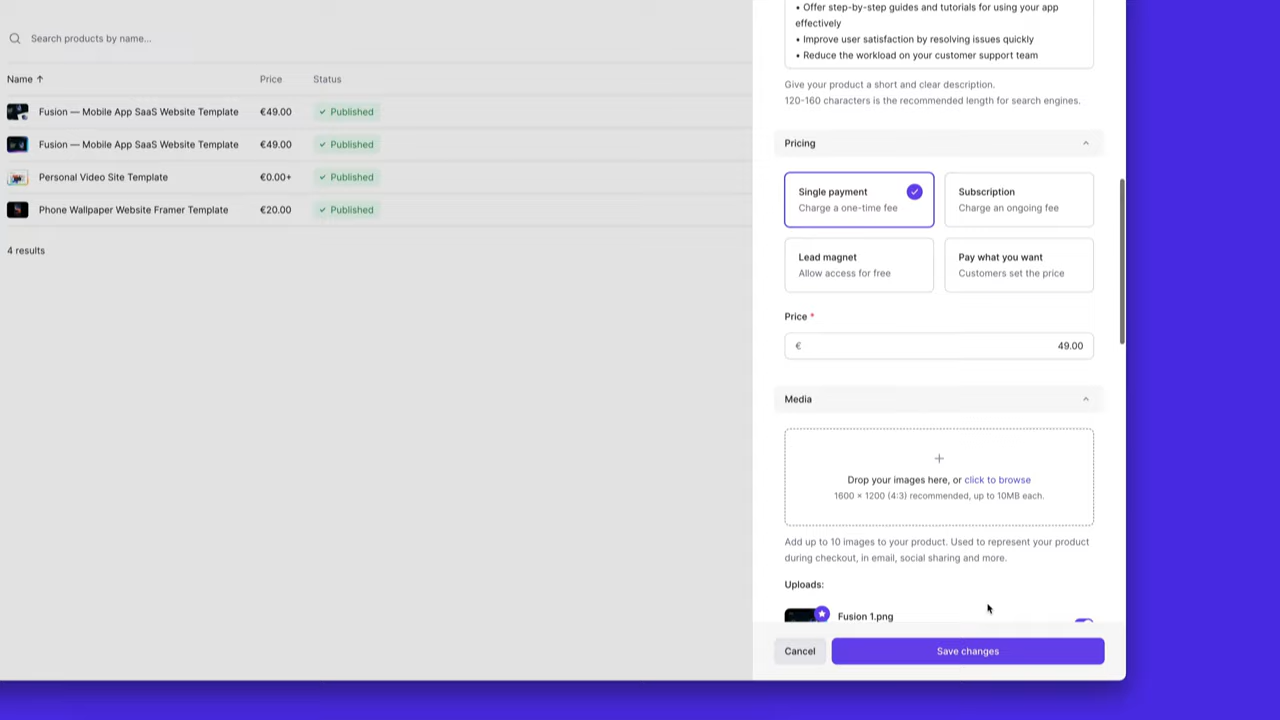 Search products by name...
Name ↑ Price Status
Fusion — Mobile App SaaS Website Template €49.00 ✓ Published
Fusion — Mobile App SaaS Website Template €49.00 ✓ Published
Personal Video Site Template €0.00+ ✓ Published
Phone Wallpaper Website Framer Template €20.00 ✓ Published
4 results
• Offer step-by-step guides and tutorials for using your app
effectively
• Improve user satisfaction by resolving issues quickly
• Reduce the workload on your customer support team
Give your product a short and clear description.
120-160 characters is the recommended length for search engines.
Pricing
Single payment
Charge a one-time fee
Subscription
Charge an ongoing fee
Lead magnet
Allow access for free
Pay what you want
Customers set the price
Price *
€ 49.00
Media
+
Drop your images here, or click to browse
1600 × 1200 (4:3) recommended, up to 10MB each.
Add up to 10 images to your product. Used to represent your product
during checkout, in email, social sharing and more.
Uploads:
Fusion 1.png
Cancel
Save changes